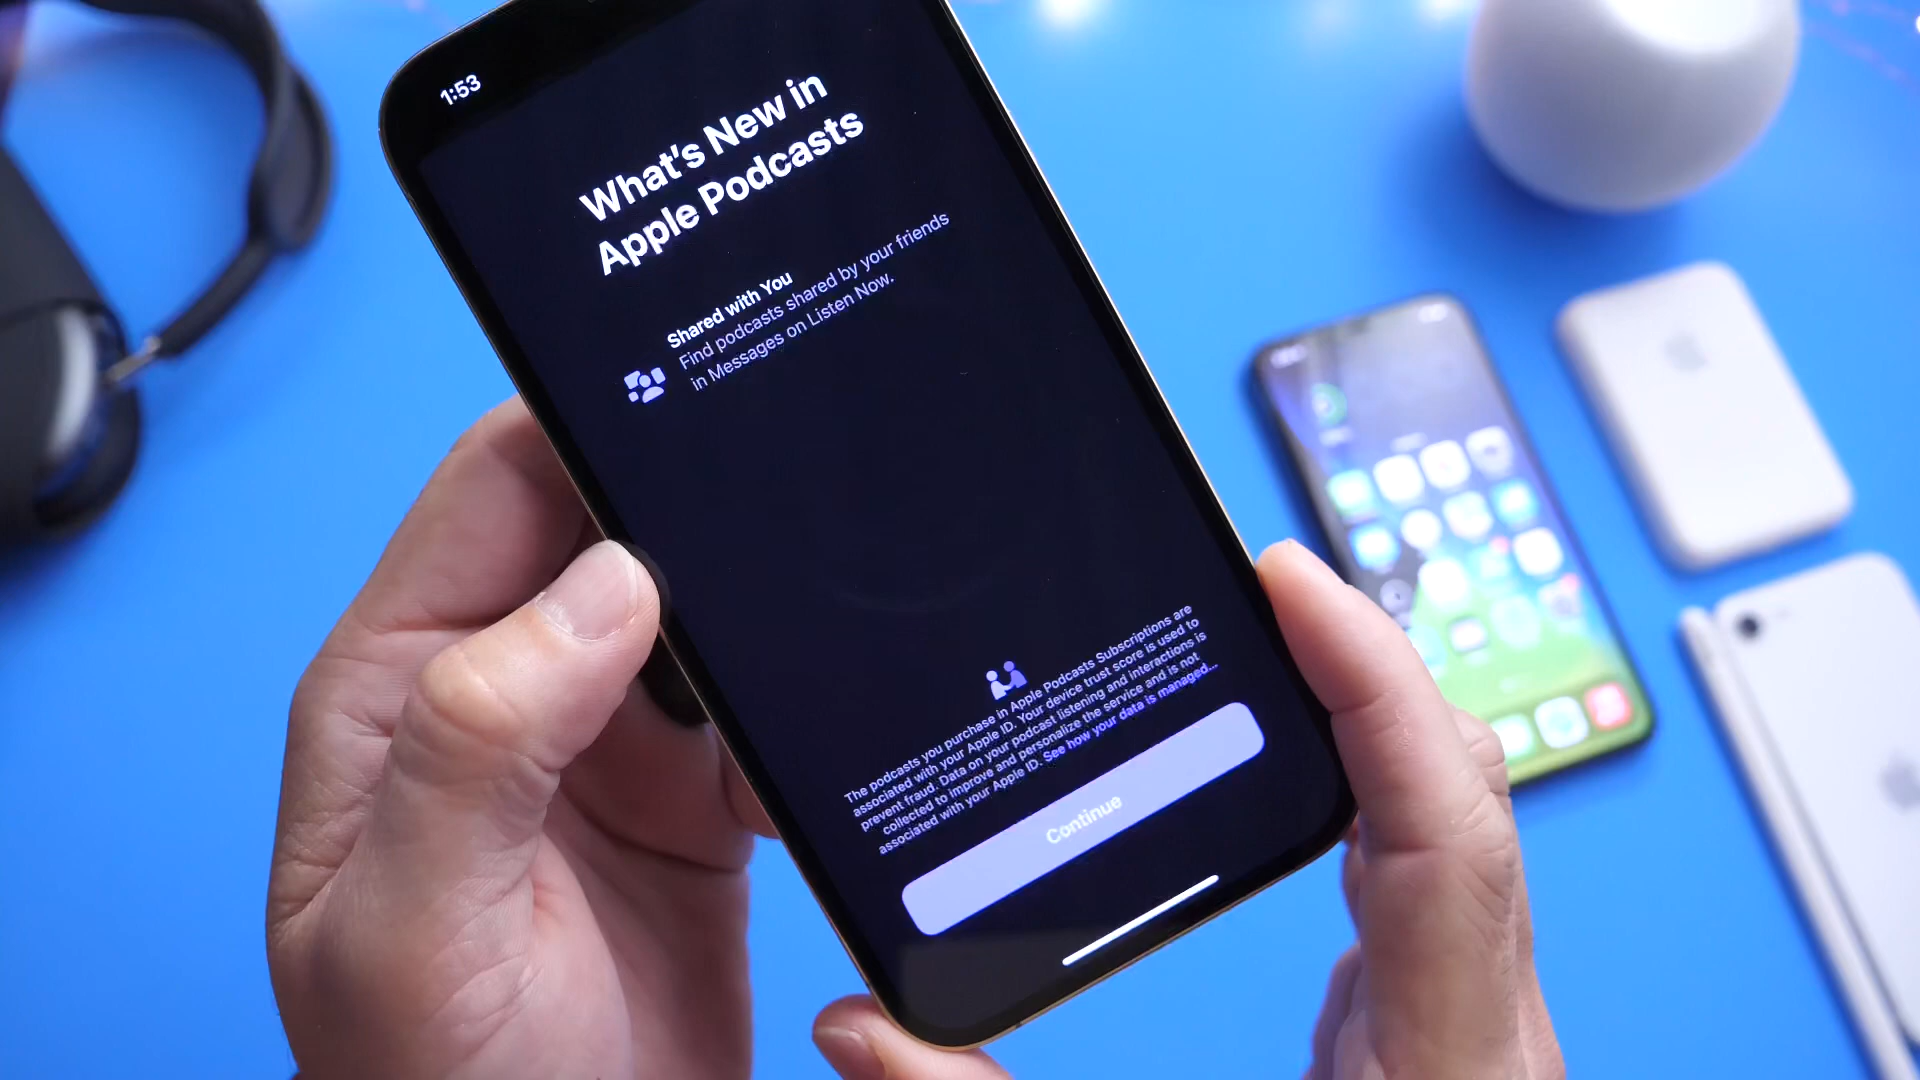 1:53
What's New in
Apple Podcasts
Shared with You
Find podcasts shared by your friends
in Messages on Listen Now.
The podcasts you purchase in Apple Podcasts Subscriptions are
associated with your Apple ID. Your device trust score is used to
prevent fraud. Data on your podcast listening and interactions is
collected to improve and personalize the service and is not
associated with your Apple ID. See how your data is managed...
Continue